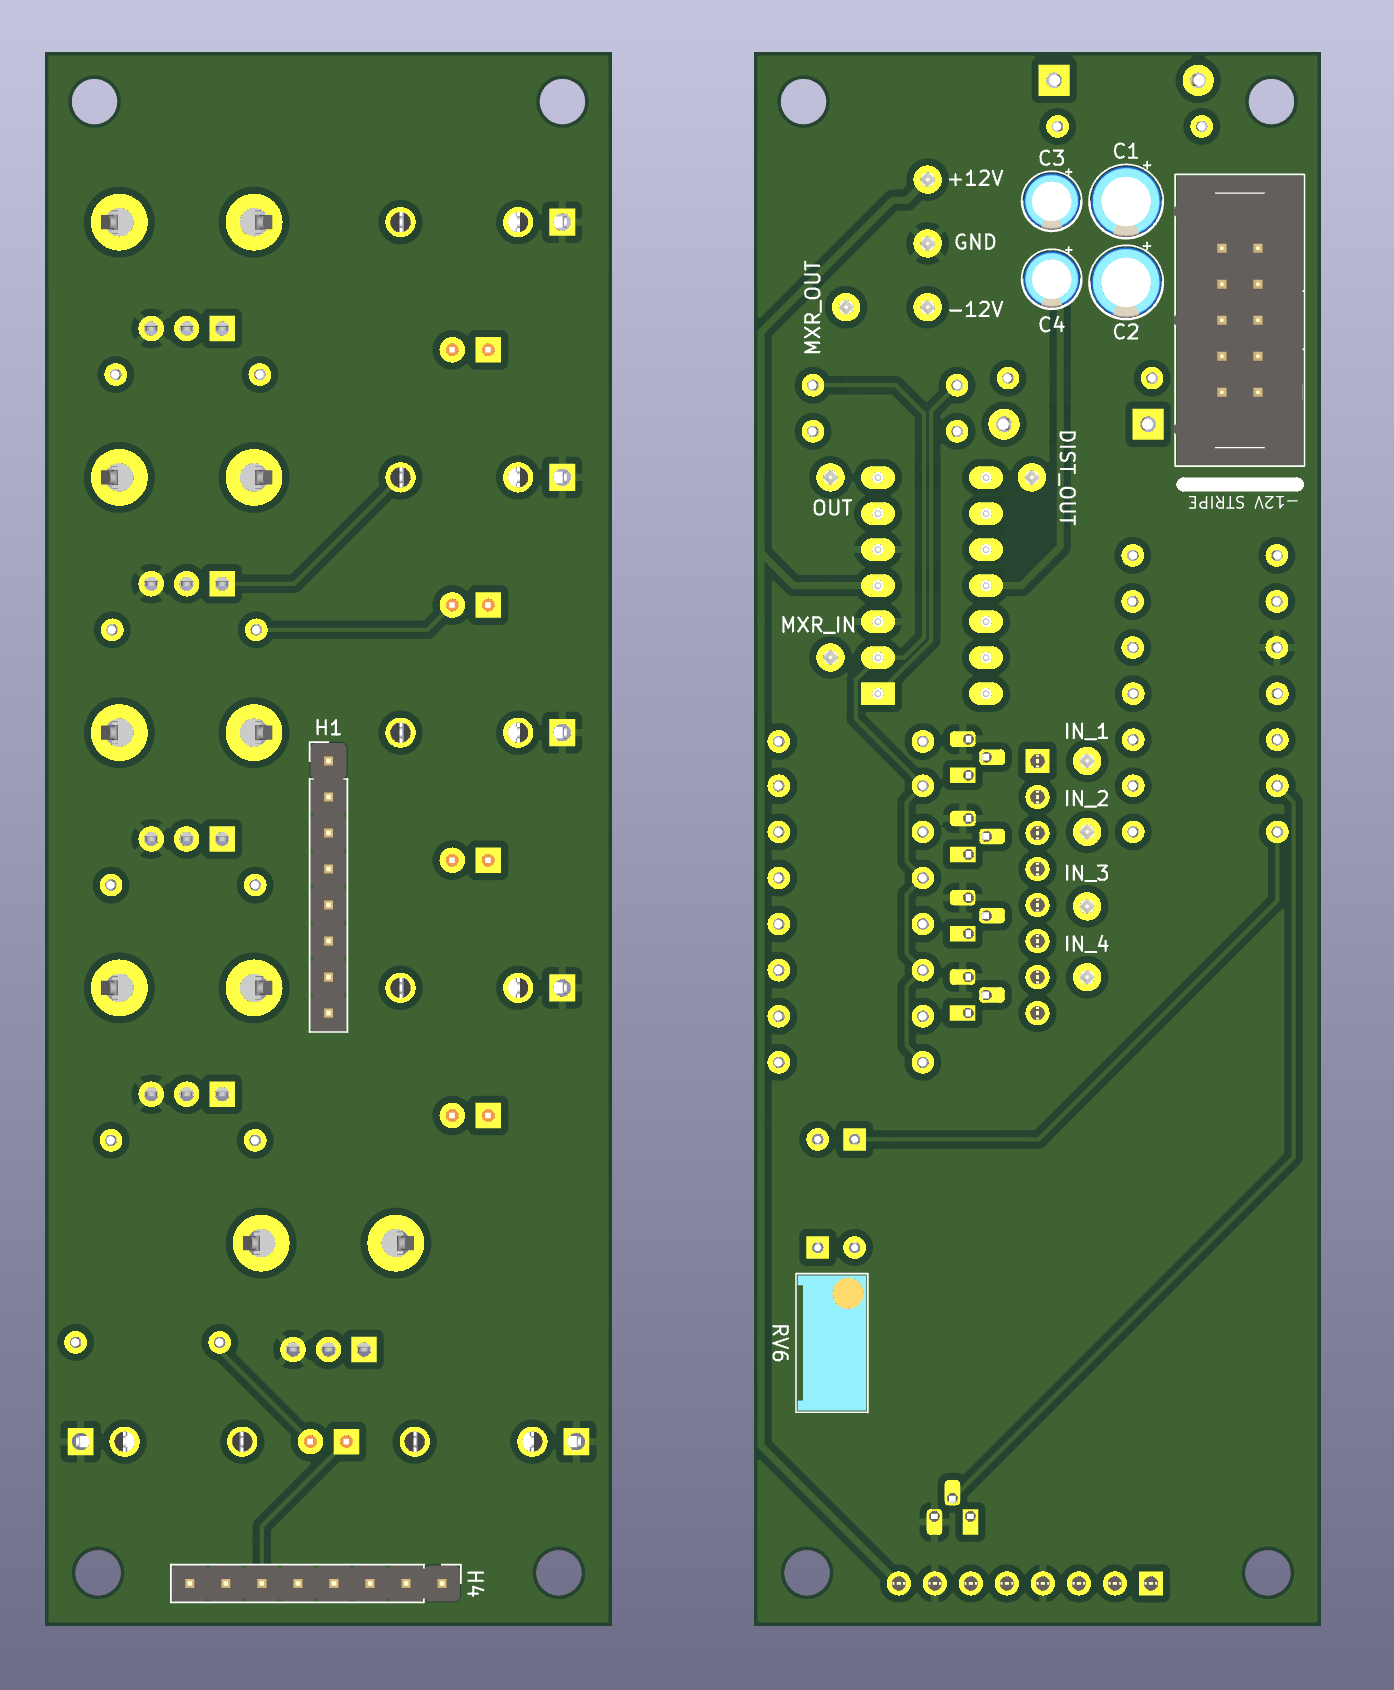 H1
H4
C3
C1
+12V
GND
-12V
MXR_OUT
C4
C2
DIST_OUT
OUT
-12V STRIPE
MXR_IN
IN_1
IN_2
IN_3
IN_4
RV6